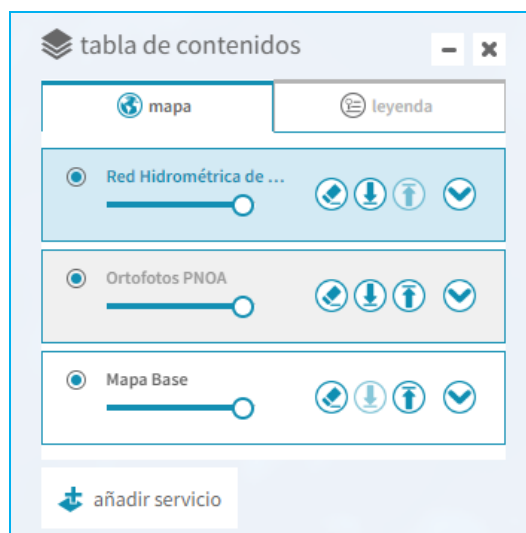 tabla de contenidos
mapa
leyenda
Red Hidrométrica de ...
Ortofotos PNOA
Mapa Base
añadir servicio